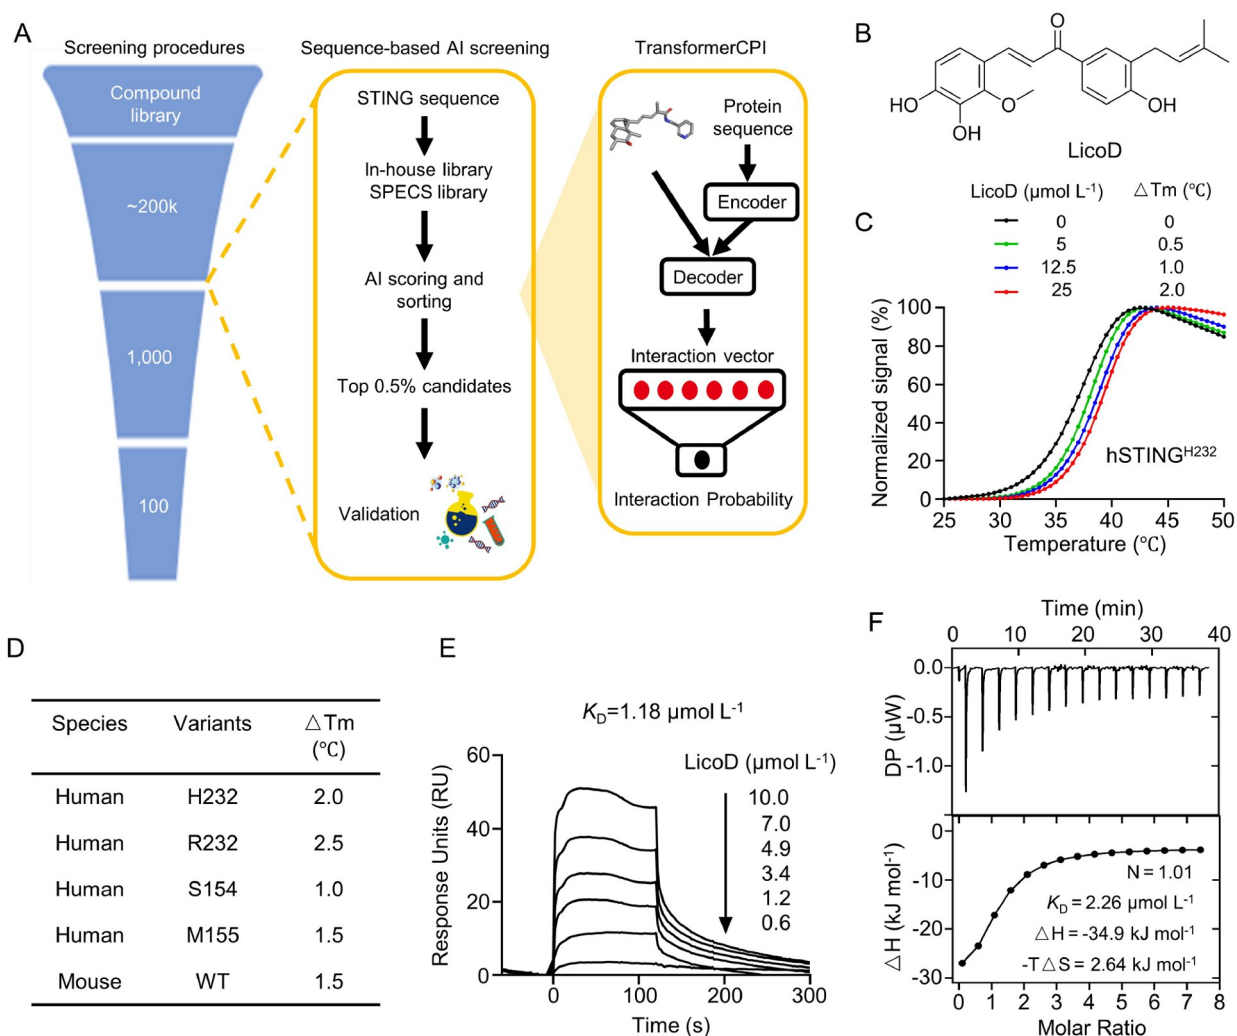 A
Screening procedures
Compound
library
~200k
1,000
100
Sequence-based AI screening
STING sequence
In-house library
SPECS library
AI scoring and
sorting
Top 0.5% candidates
Validation
TransformerCPI
Protein
sequence
Encoder
Decoder
Interaction vector
Interaction Probability
B
O
HO
OH
O
OH
LicoD
C
LicoD (μmol L⁻¹) △Tm (℃)
0 0
5 0.5
12.5 1.0
25 2.0
Normalized signal (%)
100
80
60
40
20
0
hSTINGᴴ²³²
25 30 35 40 45 50
Temperature (℃)
D
Species Variants △Tm
(℃)
Human H232 2.0
Human R232 2.5
Human S154 1.0
Human M155 1.5
Mouse WT 1.5
E
K_D=1.18 μmol L⁻¹
LicoD (μmol L⁻¹)
10.0
7.0
4.9
3.4
1.2
0.6
Response Units (RU)
60
40
20
0
0 100 200 300
Time (s)
F
Time (min)
0 10 20 30 40
DP (μW)
0.0
-0.5
-1.0
△H (kJ mol⁻¹)
0
-10
-20
-30
N = 1.01
K_D = 2.26 μmol L⁻¹
△H = -34.9 kJ mol⁻¹
-T△S = 2.64 kJ mol⁻¹
0 1 2 3 4 5 6 7 8
Molar Ratio